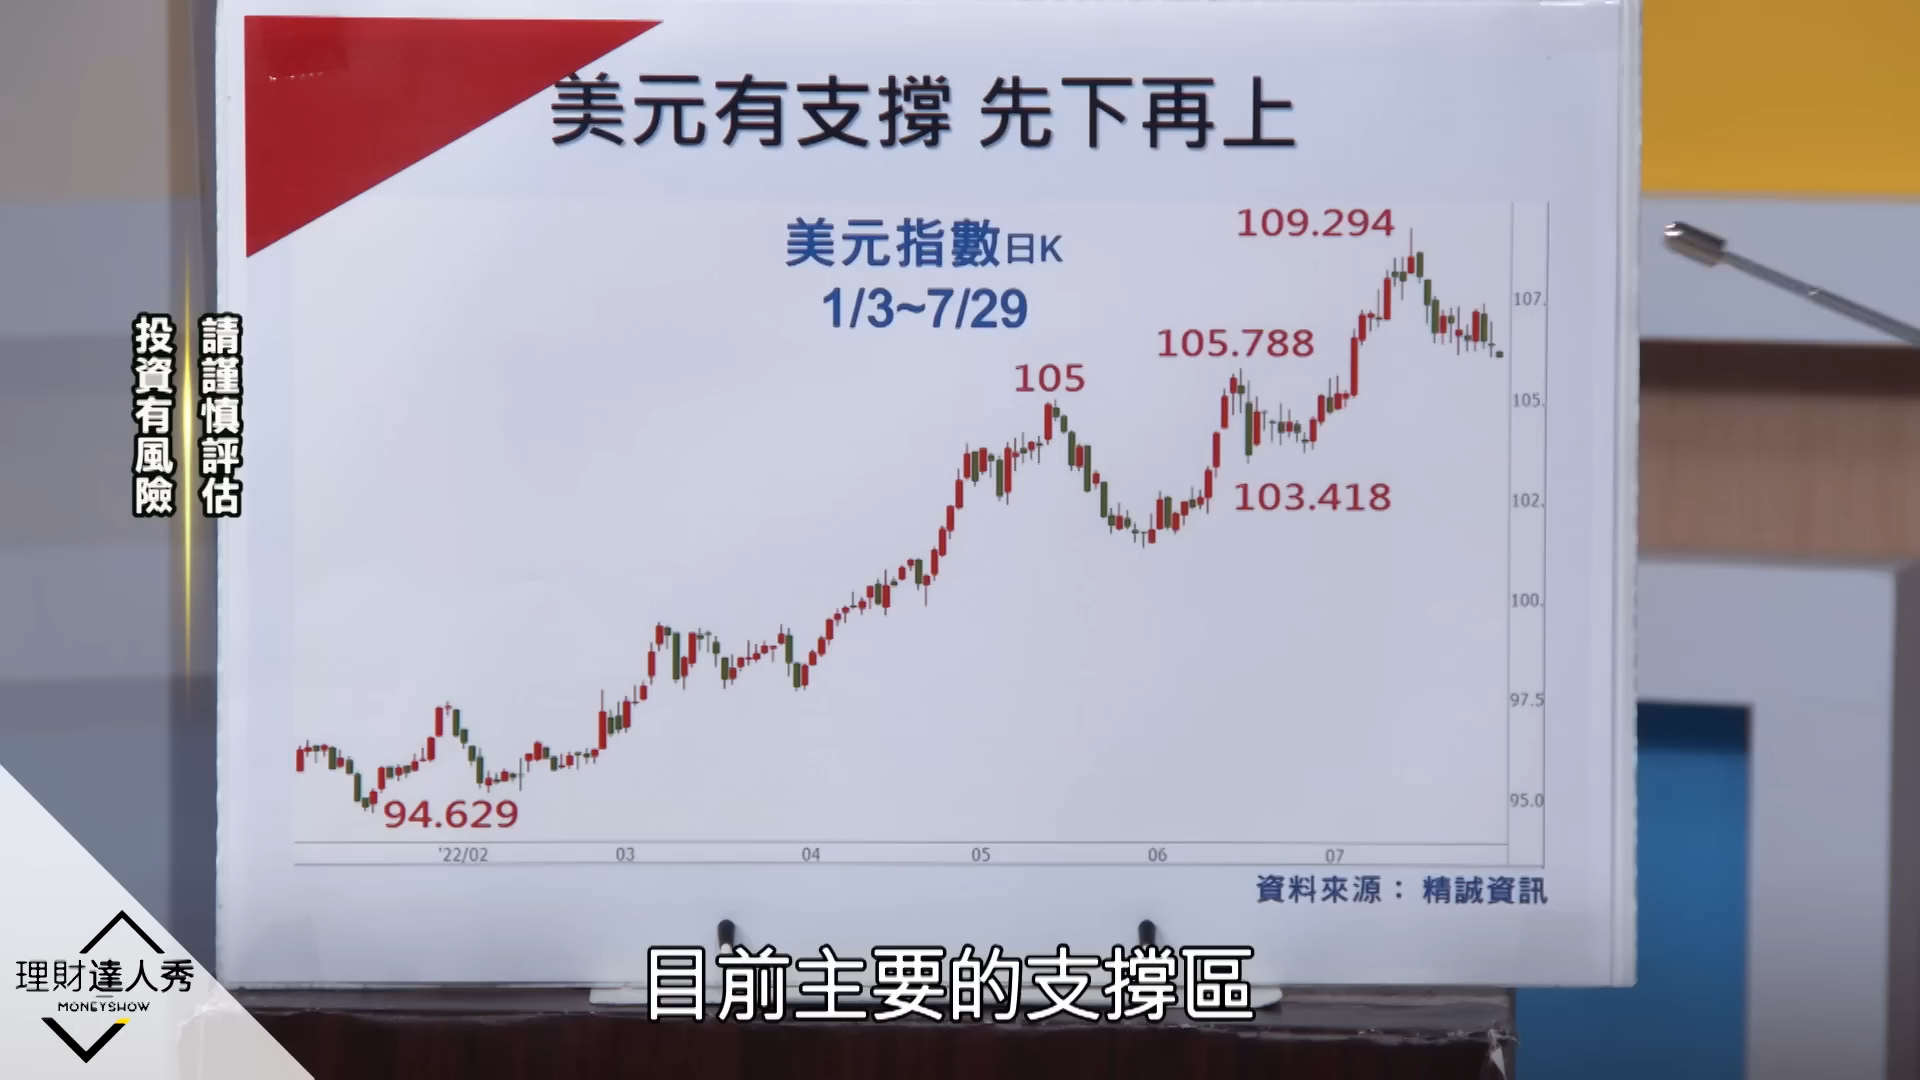 美元有支撐 先下再上
美元指數日K
1/3~7/29
109.294
105.788
105
103.418
94.629
107.
105.
102.
100.
97.5
95.0
'22/02 03 04 05 06 07
資料來源：精誠資訊
請謹慎評估
投資有風險
目前主要的支撐區
理財達人秀
MONEYSHOW